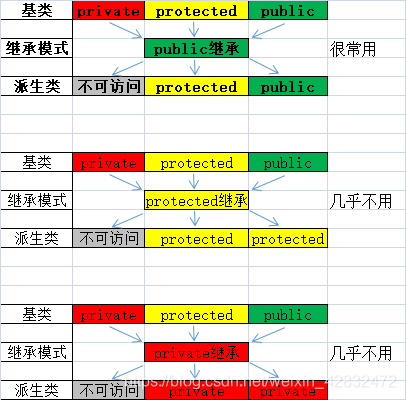 基类 private protected public
继承模式 public继承 很常用
派生类 不可访问 protected public
基类 private protected public
继承模式 protected继承 几乎不用
派生类 不可访问 protected protected
基类 private protected public
继承模式 private继承 几乎不用
派生类 不可访问 private private
https://blog.csdn.net/weixin_42832472